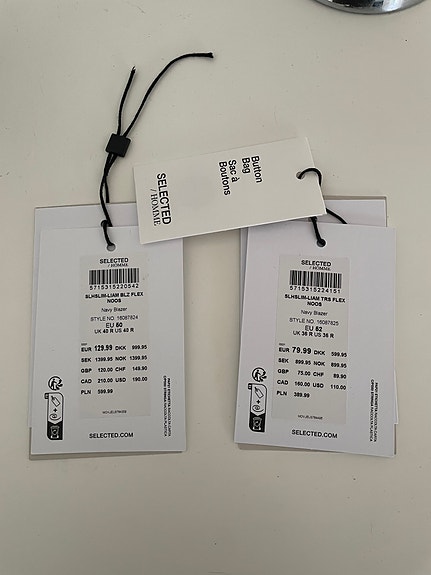 Button
Bag
Sac à
Boutons
SELECTED
/HOMME
SELECTED
/HOMME
5715315220542
SLHSLIM-LIAM BLZ FLEX
NOOS
Navy Blazer
STYLE NO. 16087824
EU 50
UK 40 R US 40 R
EUR 129.99 DKK 999.95
SEK 1399.95 NOK 1399.95
GBP 120.00 CHF 149.90
CAD 210.00 USD 190.00
PLN 599.99
SELECTED.COM
SELECTED
/HOMME
5715315224151
SLHSLIM-LIAM TRS FLEX
NOOS
Navy Blazer
STYLE NO. 16087825
EU 52
UK 36 R US 36 R
EUR 79.99 DKK 599.95
SEK 899.95 NOK 899.95
GBP 75.00 CHF 89.90
CAD 160.00 USD 110.00
PLN 389.99
SELECTED.COM